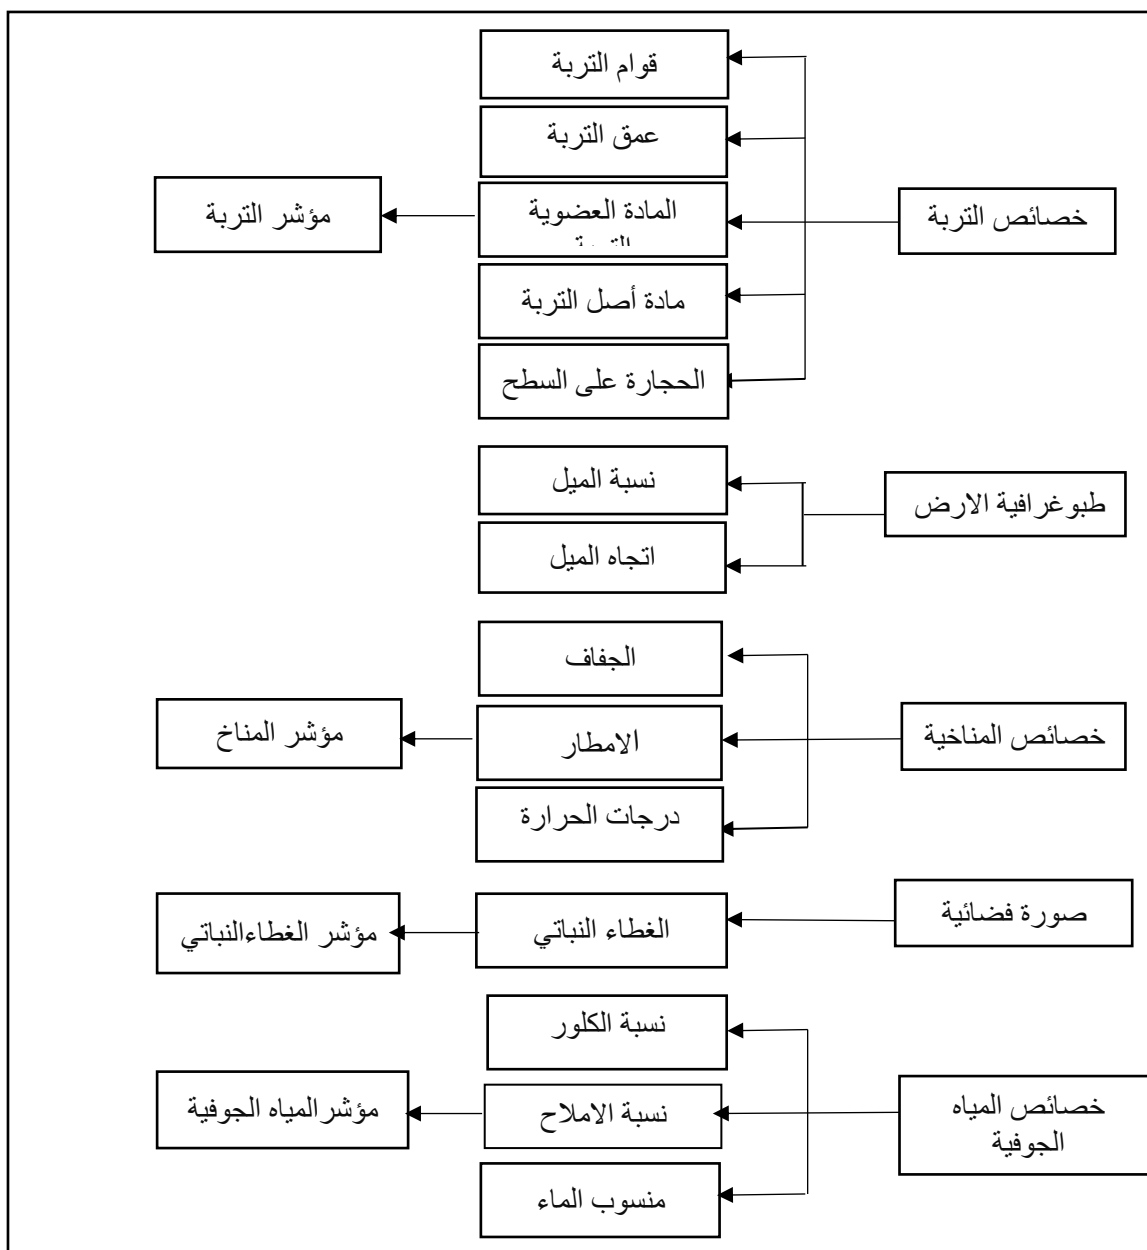 قوام التربة
عمق التربة
خصائص التربة
المادة العضوية
مؤشر التربة
مادة أصل التربة
الحجارة على السطح
نسبة الميل
طبوغرافية الارض
اتجاه الميل
الجفاف
خصائص المناخية
الامطار
مؤشر المناخ
درجات الحرارة
صورة فضائية
الغطاء النباتي
مؤشر الغطاءالنباتي
نسبة الكلور
خصائص المياه
الجوفية
نسبة الاملاح
مؤشرالمياه الجوفية
منسوب الماء